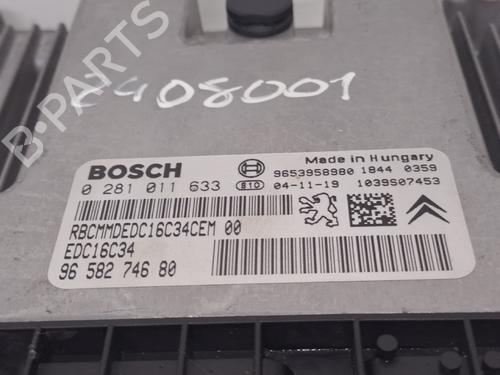 B-PARTS
2408001
BOSCH
Made in Hungary
9653958980 1844 0359
0 281 011 633 810 04-11-19 1039S07453
RBCMMDEDC16C34CEM 00
EDC16C34
96 582 746 80